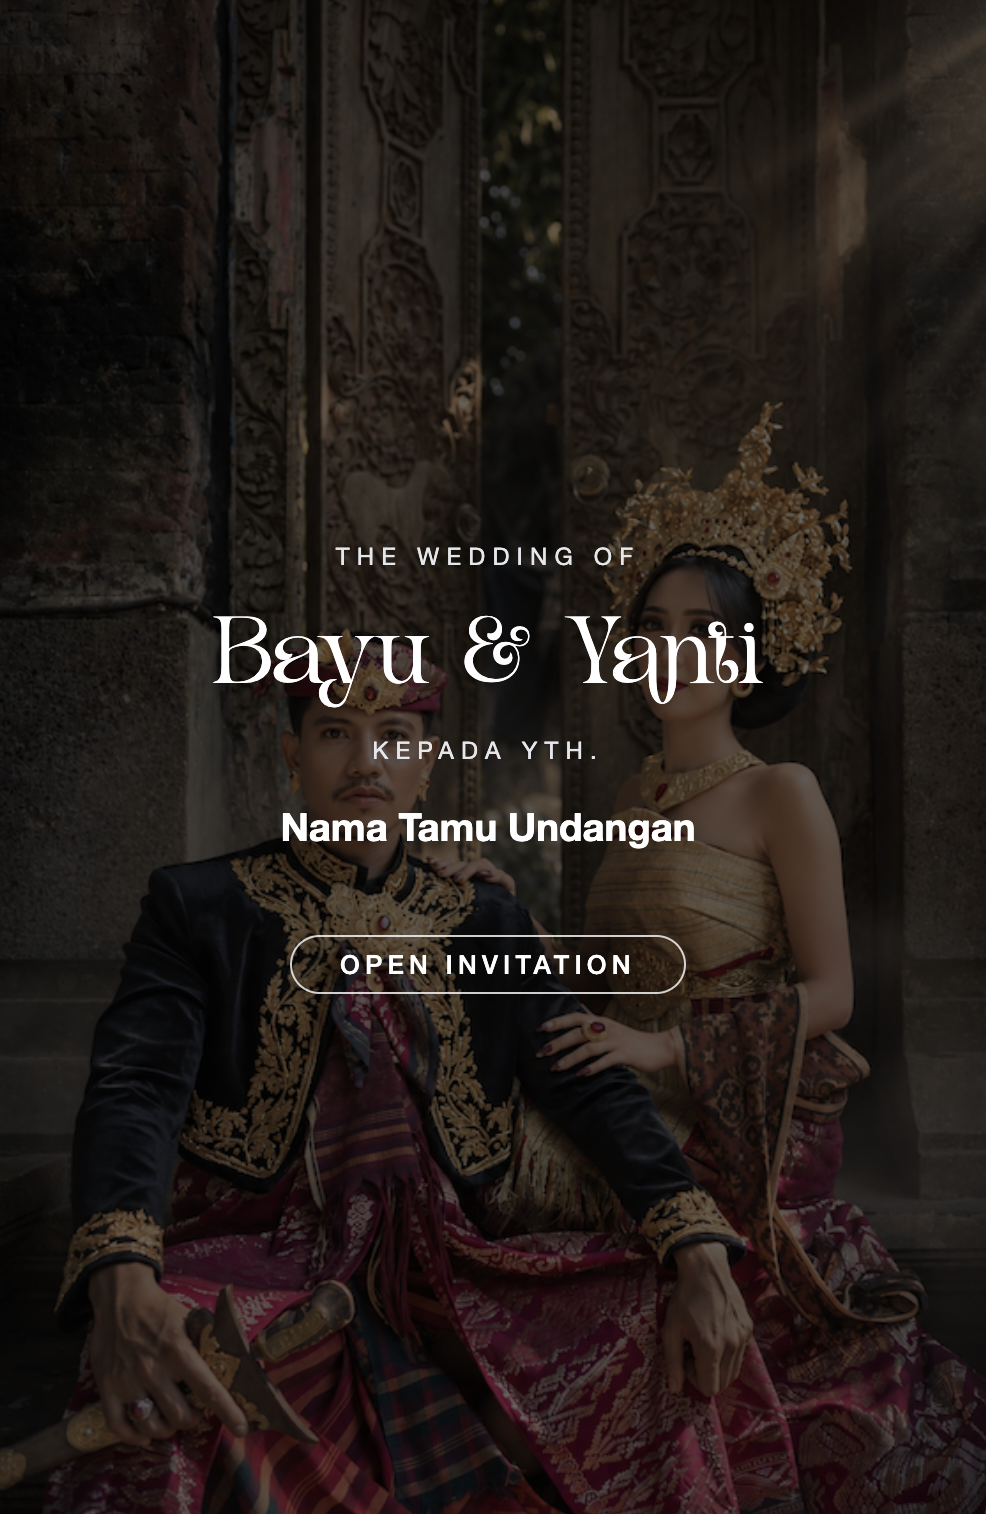 THE WEDDING OF
Bayu & Yanti
KEPADA YTH.
Nama Tamu Undangan
OPEN INVITATION